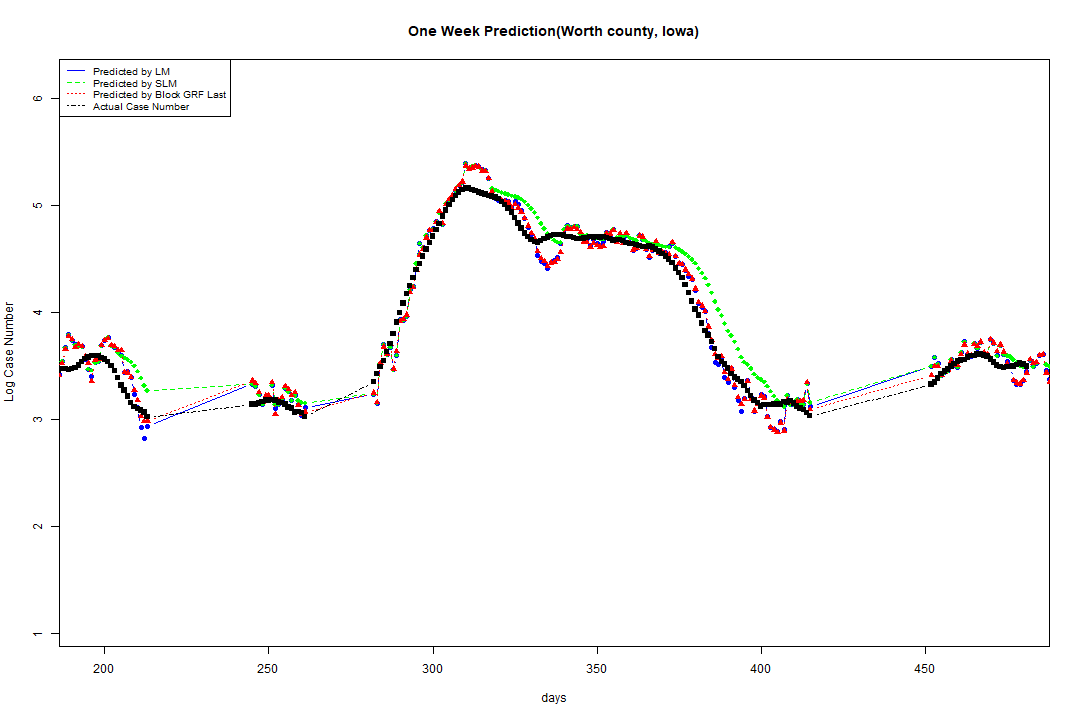 One Week Prediction(Worth county, Iowa)
Predicted by LM
Predicted by SLM
Predicted by Block GRF Last
Actual Case Number
Log Case Number
6
5
4
3
2
1
200 250 300 350 400 450
days